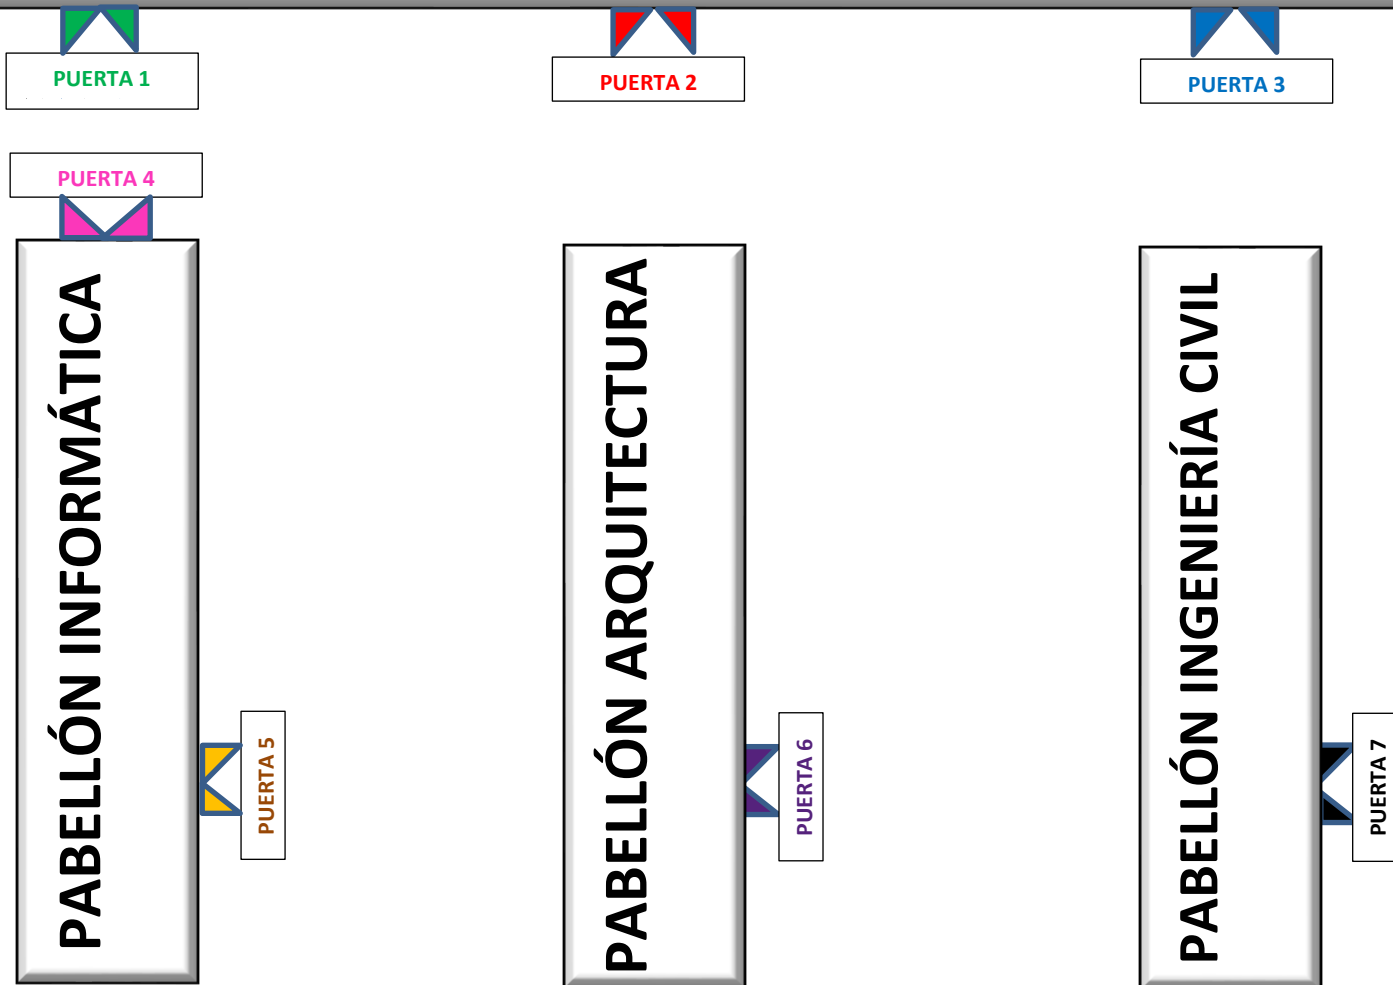 PUERTA 1
PUERTA 2
PUERTA 3
PUERTA 4
PABELLÓN INFORMÁTICA
PUERTA 5
PABELLÓN ARQUITECTURA
PUERTA 6
PABELLÓN INGENIERÍA CIVIL
PUERTA 7